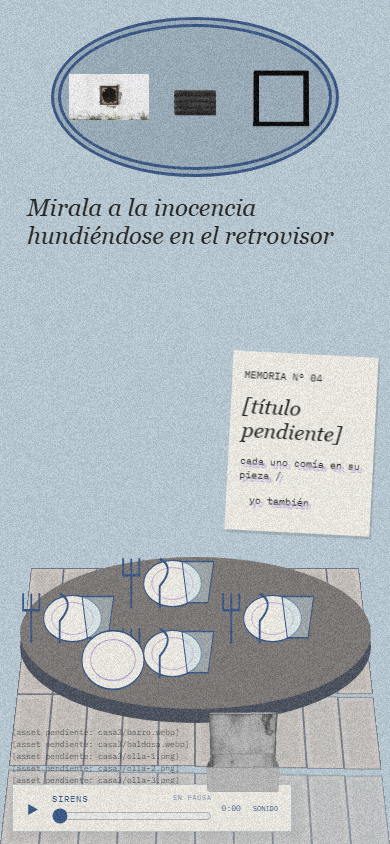 Mirala a la inocencia
hundiéndose en el retrovisor
MEMORIA Nº 04
[título
pendiente]
cada uno comía en su
pieza /
yo también
[asset pendiente: casa3/barro.webp]
[asset pendiente: casa3/baldosa.webp]
[asset pendiente: casa3/olla-1.png]
[asset pendiente: casa3/olla-2.png]
[asset pendiente: casa3/olla-3.png]
SIRENS
EN PAUSA
0:00
SONIDO